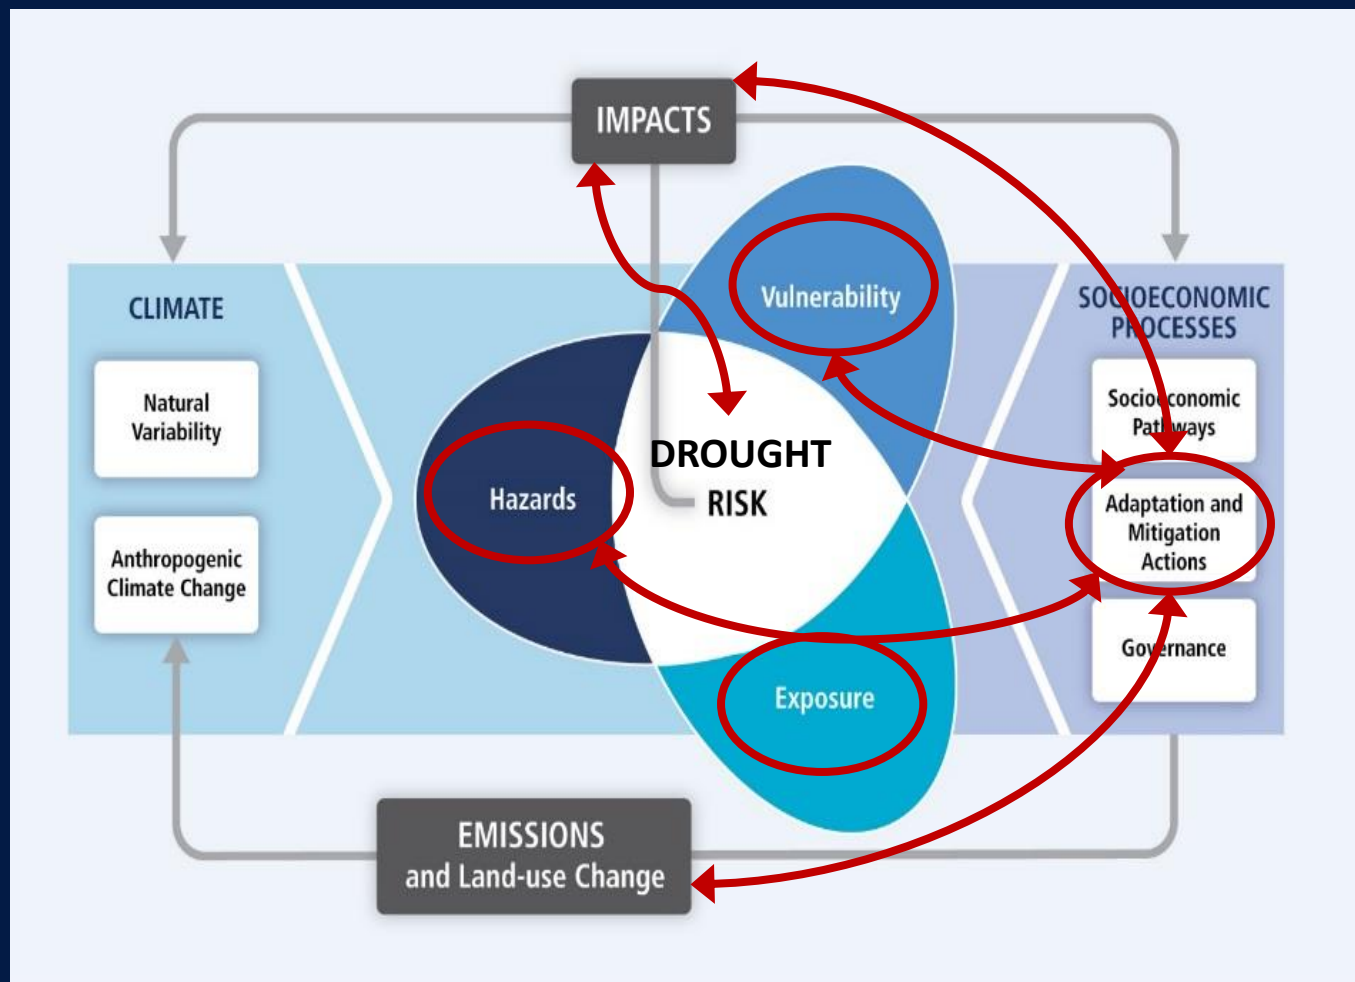 IMPACTS
CLIMATE
Natural
Variability
Anthropogenic
Climate Change
Vulnerability
Hazards
DROUGHT
RISK
Exposure
SOCIOECONOMIC
PROCESSES
Socioeconomic
Pathways
Adaptation and
Mitigation
Actions
Governance
EMISSIONS
and Land-use Change